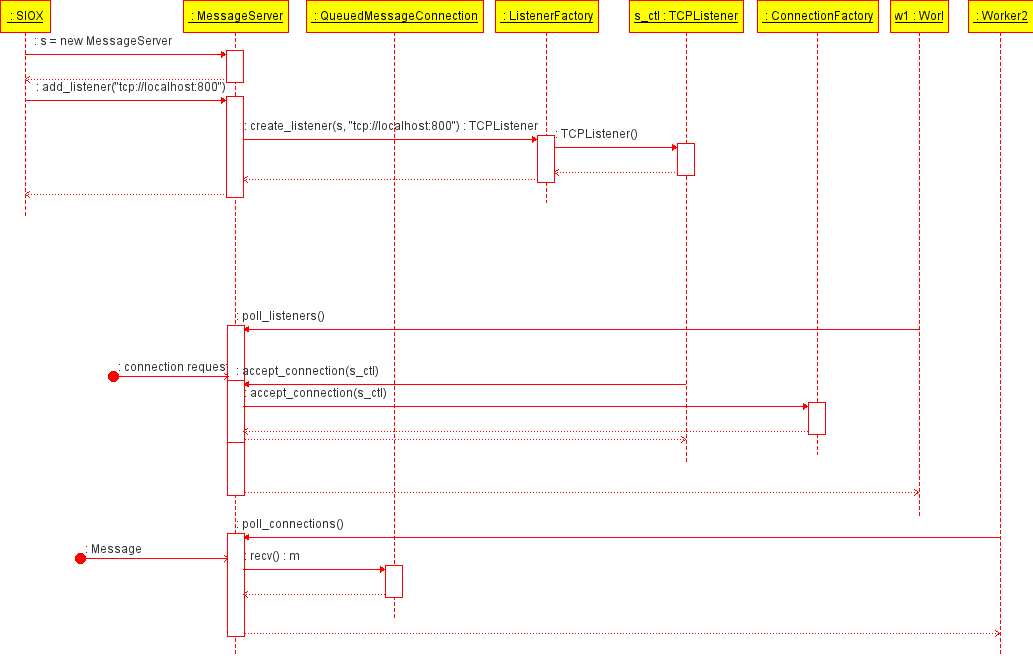 : SIOX
: MessageServer
: QueuedMessageConnection
: ListenerFactory
s_ctl : TCPListener
: ConnectionFactory
w1 : Worl
: Worker2
: s = new MessageServer
: add_listener("tcp://localhost:800")
: create_listener(s, "tcp://localhost:800") : TCPListener
: TCPListener()
: poll_listeners()
: connection request
: accept_connection(s_ctl)
: accept_connection(s_ctl)
: poll_connections()
: Message
: recv() : m